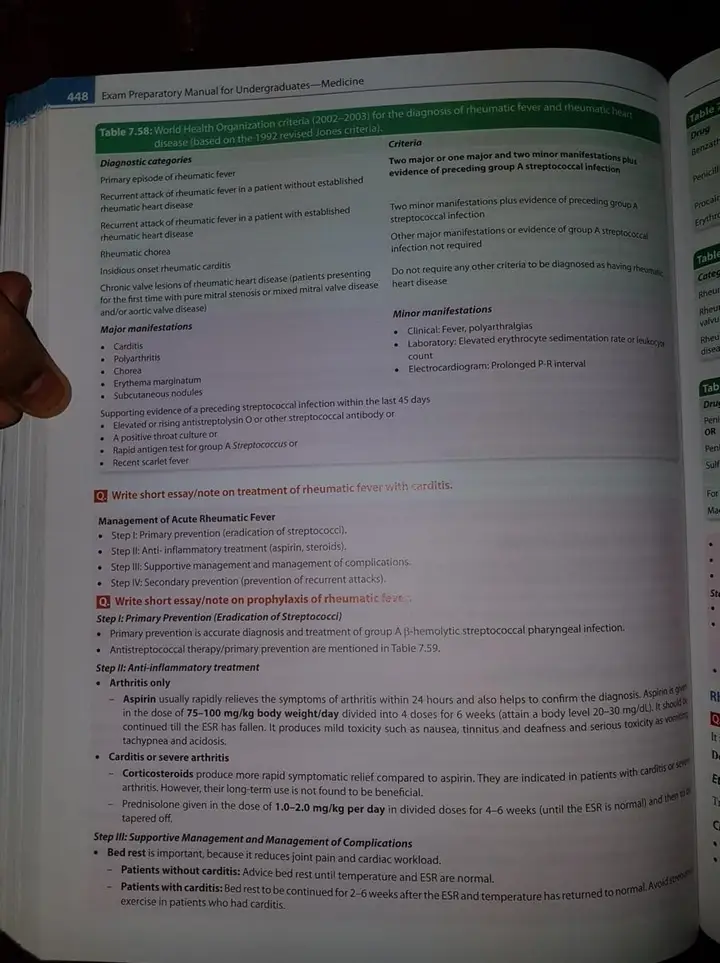 448 Exam Preparatory Manual for Undergraduates—Medicine
Table 7.58: World Health Organization criteria (2002–2003) for the diagnosis of rheumatic fever and rheumatic heart
disease (based on the 1992 revised Jones criteria).
Diagnostic categories
Criteria
Primary episode of rheumatic fever
Two major or one major and two minor manifestations plus
evidence of preceding group A streptococcal infection
Recurrent attack of rheumatic fever in a patient without established
rheumatic heart disease
Recurrent attack of rheumatic fever in a patient with established
rheumatic heart disease
Two minor manifestations plus evidence of preceding group A
streptococcal infection
Rheumatic chorea
Insidious onset rheumatic carditis
Other major manifestations or evidence of group A streptococcal
infection not required
Chronic valve lesions of rheumatic heart disease (patients presenting
for the first time with pure mitral stenosis or mixed mitral valve disease
and/or aortic valve disease)
Do not require any other criteria to be diagnosed as having rheumatic
heart disease
Major manifestations
• Carditis
• Polyarthritis
• Chorea
• Erythema marginatum
• Subcutaneous nodules
Minor manifestations
• Clinical: Fever, polyarthralgias
• Laboratory: Elevated erythrocyte sedimentation rate or leukocyte
count
• Electrocardiogram: Prolonged P-R interval
Supporting evidence of a preceding streptococcal infection within the last 45 days
• Elevated or rising antistreptolysin O or other streptococcal antibody or
• A positive throat culture or
• Rapid antigen test for group A Streptococcus or
• Recent scarlet fever
Q. Write short essay/note on treatment of rheumatic fever with carditis.
Management of Acute Rheumatic Fever
• Step I: Primary prevention (eradication of streptococci).
• Step II: Anti- inflammatory treatment (aspirin, steroids).
• Step III: Supportive management and management of complications.
• Step IV: Secondary prevention (prevention of recurrent attacks).
Q. Write short essay/note on prophylaxis of rheumatic
Step I: Primary Prevention (Eradication of Streptococci)
• Primary prevention is accurate diagnosis and treatment of group A β-hemolytic streptococcal pharyngeal infection.
• Antistreptococcal therapy/primary prevention are mentioned in Table 7.59.
Step II: Anti-inflammatory treatment
• Arthritis only
– Aspirin usually rapidly relieves the symptoms of arthritis within 24 hours and also helps to confirm the diagnosis. Aspirin is given
in the dose of 75–100 mg/kg body weight/day divided into 4 doses for 6 weeks (attain a body level 20–30 mg/dL). It should be
continued till the ESR has fallen. It produces mild toxicity such as nausea, tinnitus and deafness and serious toxicity as vomiting,
tachypnea and acidosis.
• Carditis or severe arthritis
– Corticosteroids produce more rapid symptomatic relief compared to aspirin. They are indicated in patients with carditis or severe
arthritis. However, their long-term use is not found to be beneficial.
– Prednisolone given in the dose of 1.0–2.0 mg/kg per day in divided doses for 4–6 weeks (until the ESR is normal) and then to be
tapered off.
Step III: Supportive Management and Management of Complications
• Bed rest is important, because it reduces joint pain and cardiac workload.
– Patients without carditis: Advice bed rest until temperature and ESR are normal.
– Patients with carditis: Bed rest to be continued for 2–6 weeks after the ESR and temperature has returned to normal. Avoid
exercise in patients who had carditis.
Table
Drug
OR
Sulf
For